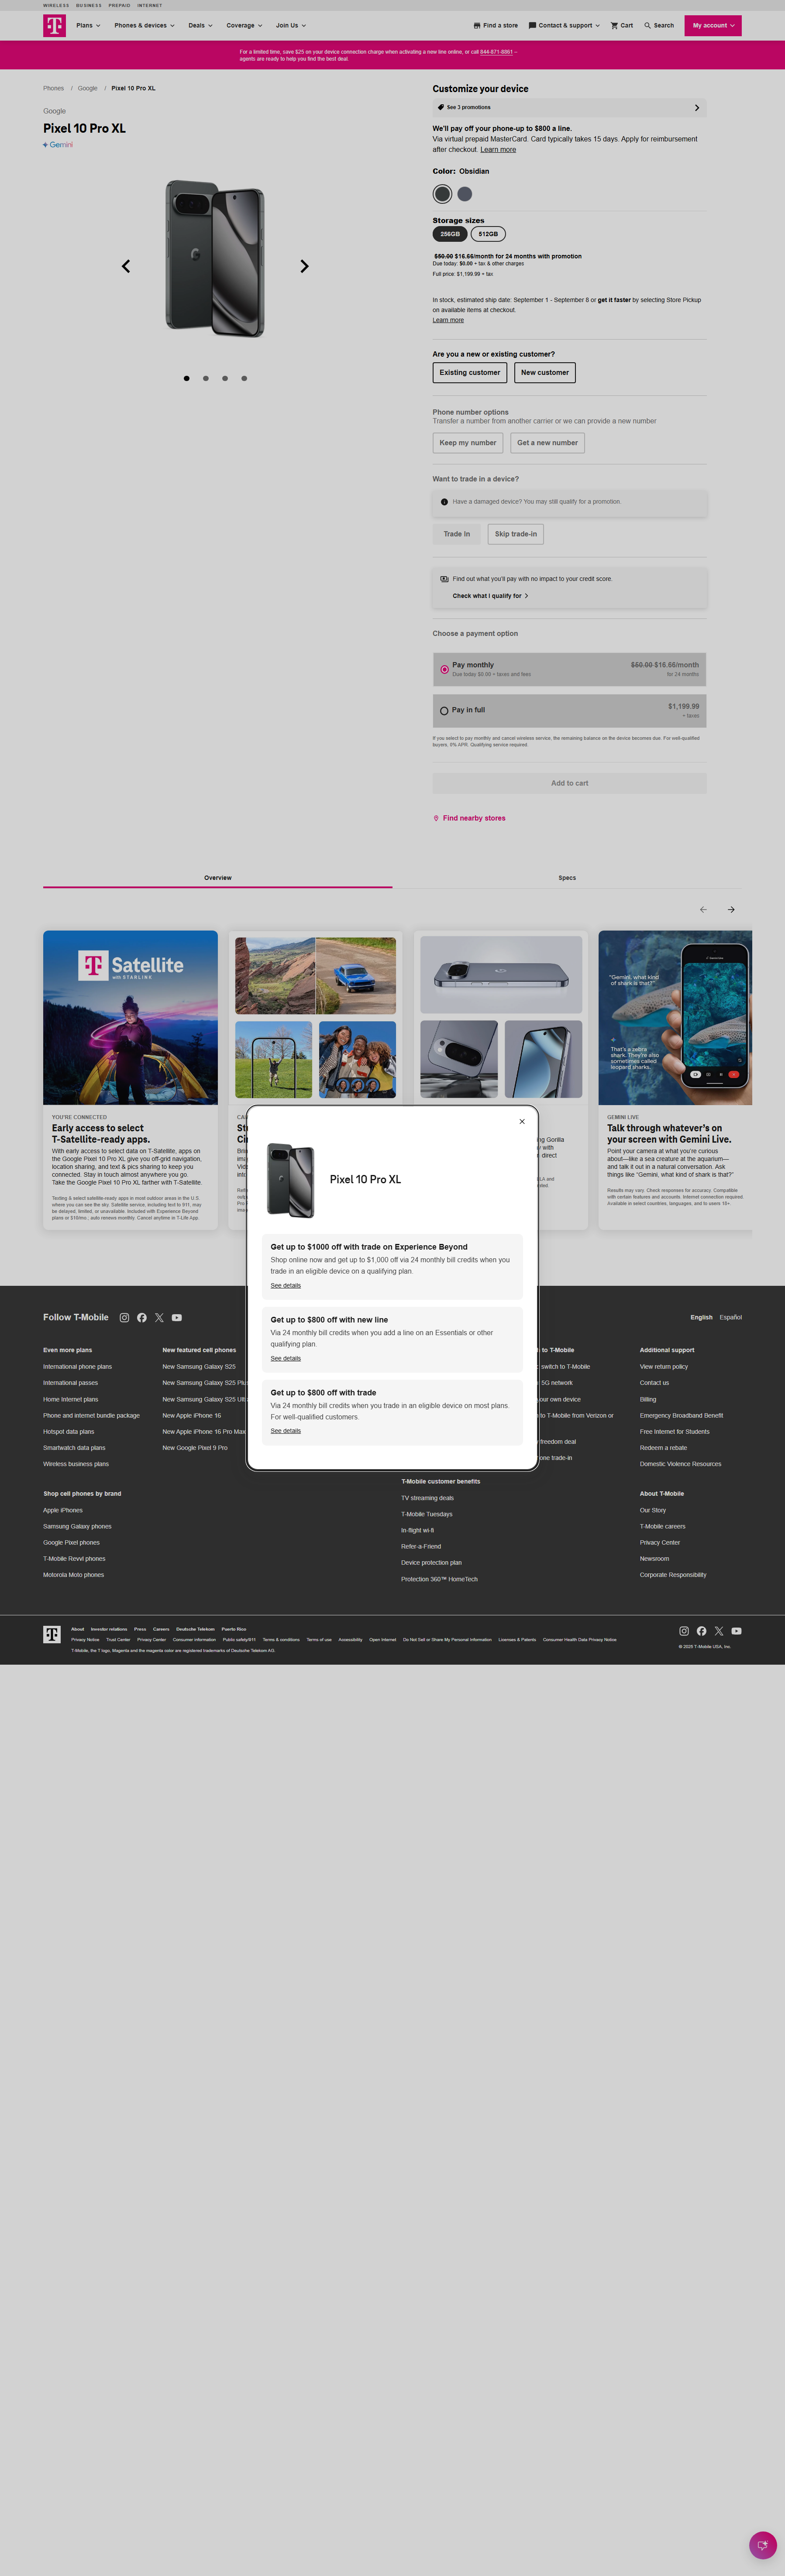 WIRELESS BUSINESS PREPAID INTERNET
Plans Phones & devices Deals Coverage Join Us Find a store Contact & support Cart Search My account
For a limited time, save $25 on your device connection charge when activating a new line online, or call 844-871-8861 –
agents are ready to help you find the best deal.
Phones / Google / Pixel 10 Pro XL
Google
Pixel 10 Pro XL
Gemini
Customize your device
See 3 promotions
We'll pay off your phone-up to $800 a line.
Via virtual prepaid MasterCard. Card typically takes 15 days. Apply for reimbursement
after checkout. Learn more
Color: Obsidian
Storage sizes
256GB 512GB
$50.00 $16.66/month for 24 months with promotion
Due today: $0.00 + tax & other charges
Full price: $1,199.99 + tax
In stock, estimated ship date: September 1 - September 8 or get it faster by selecting Store Pickup
on available items at checkout.
Learn more
Are you a new or existing customer?
Existing customer New customer
Phone number options
Transfer a number from another carrier or we can provide a new number
Keep my number Get a new number
Want to trade in a device?
Have a damaged device? You may still qualify for a promotion.
Trade In Skip trade-in
Find out what you'll pay with no impact to your credit score.
Check what I qualify for
Choose a payment option
Pay monthly $50.00 $16.66/month
Due today $0.00 + taxes and fees for 24 months
Pay in full $1,199.99
+ taxes
If you select to pay monthly and cancel wireless service, the remaining balance on the device becomes due. For well-qualified
buyers. 0% APR. Qualifying service required.
Add to cart
Find nearby stores
Overview Specs
T Satellite
with STARLINK
YOU'RE CONNECTED
Early access to select
T-Satellite-ready apps.
With early access to select data on T-Satellite, apps on
the Google Pixel 10 Pro XL give you off-grid navigation,
location sharing, and text & pics sharing to keep you
connected. Stay in touch almost anywhere you go.
Take the Google Pixel 10 Pro XL farther with T-Satellite.
Texting & select satellite-ready apps in most outdoor areas in the U.S.
where you can see the sky. Satellite service, including text to 911, may
be delayed, limited, or unavailable. Included with Experience Beyond
plans or $10/mo.; auto renews monthly. Cancel anytime in T-Life App.
"Gemini, what kind
of shark is that?"
That's a zebra
shark. They're also
sometimes called
leopard sharks.
GEMINI LIVE
Talk through whatever's on
your screen with Gemini Live.
Point your camera at what you're curious
about—like a sea creature at the aquarium—
and talk it out in a natural conversation. Ask
things like "Gemini, what kind of shark is that?"
Results may vary. Check responses for accuracy. Compatible
with certain features and accounts. Internet connection required.
Available in select countries, languages, and to users 18+.
Pixel 10 Pro XL
Get up to $1000 off with trade on Experience Beyond
Shop online now and get up to $1,000 off via 24 monthly bill credits when you
trade in an eligible device on a qualifying plan.
See details
Get up to $800 off with new line
Via 24 monthly bill credits when you add a line on an Essentials or other
qualifying plan.
See details
Get up to $800 off with trade
Via 24 monthly bill credits when you trade in an eligible device on most plans.
For well-qualified customers.
See details
Follow T-Mobile English Español
Even more plans
International phone plans
International passes
Home Internet plans
Phone and internet bundle package
Hotspot data plans
Smartwatch data plans
Wireless business plans
New featured cell phones
New Samsung Galaxy S25
New Samsung Galaxy S25 Plus
New Samsung Galaxy S25 Ultra
New Apple iPhone 16
New Apple iPhone 16 Pro Max
New Google Pixel 9 Pro
to T-Mobile
switch to T-Mobile
5G network
own device
to T-Mobile from Verizon or
freedom deal
trade-in
Additional support
View return policy
Contact us
Billing
Emergency Broadband Benefit
Free Internet for Students
Redeem a rebate
Domestic Violence Resources
Shop cell phones by brand
Apple iPhones
Samsung Galaxy phones
Google Pixel phones
T-Mobile Revvl phones
Motorola Moto phones
T-Mobile customer benefits
TV streaming deals
T-Mobile Tuesdays
In-flight wi-fi
Refer-a-Friend
Device protection plan
Protection 360™ HomeTech
About T-Mobile
Our Story
T-Mobile careers
Privacy Center
Newsroom
Corporate Responsibility
About Investor relations Press Careers Deutsche Telekom Puerto Rico
Privacy Notice Trust Center Privacy Center Consumer information Public safety/911 Terms & conditions Terms of use Accessibility Open Internet Do Not Sell or Share My Personal Information Licenses & Patents Consumer Health Data Privacy Notice
T-Mobile, the T logo, Magenta and the magenta color are registered trademarks of Deutsche Telekom AG.
© 2025 T-Mobile USA, Inc.